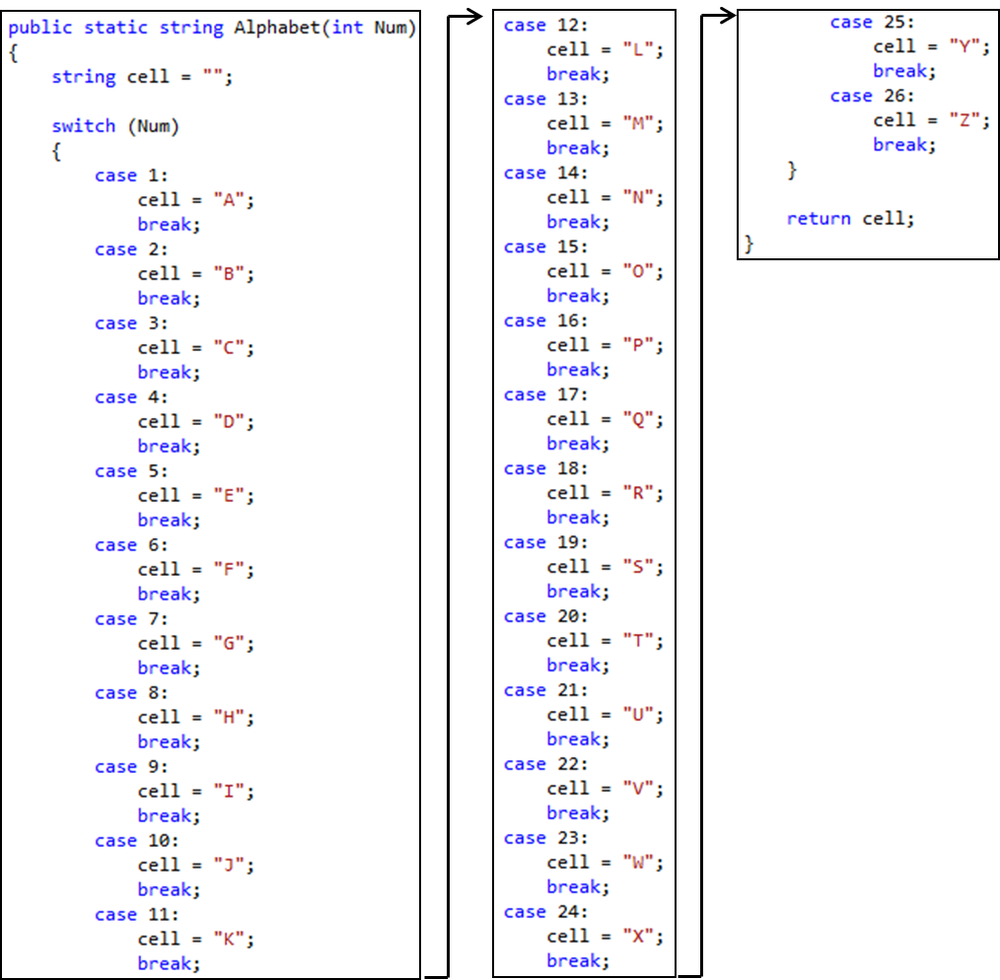 public static string Alphabet(int Num)
{
    string cell = "";
    switch (Num)
    {
        case 1:
            cell = "A";
            break;
        case 2:
            cell = "B";
            break;
        case 3:
            cell = "C";
            break;
        case 4:
            cell = "D";
            break;
        case 5:
            cell = "E";
            break;
        case 6:
            cell = "F";
            break;
        case 7:
            cell = "G";
            break;
        case 8:
            cell = "H";
            break;
        case 9:
            cell = "I";
            break;
        case 10:
            cell = "J";
            break;
        case 11:
            cell = "K";
            break;
        case 12:
            cell = "L";
            break;
        case 13:
            cell = "M";
            break;
        case 14:
            cell = "N";
            break;
        case 15:
            cell = "O";
            break;
        case 16:
            cell = "P";
            break;
        case 17:
            cell = "Q";
            break;
        case 18:
            cell = "R";
            break;
        case 19:
            cell = "S";
            break;
        case 20:
            cell = "T";
            break;
        case 21:
            cell = "U";
            break;
        case 22:
            cell = "V";
            break;
        case 23:
            cell = "W";
            break;
        case 24:
            cell = "X";
            break;
        case 25:
            cell = "Y";
            break;
        case 26:
            cell = "Z";
            break;
    }
    return cell;
}